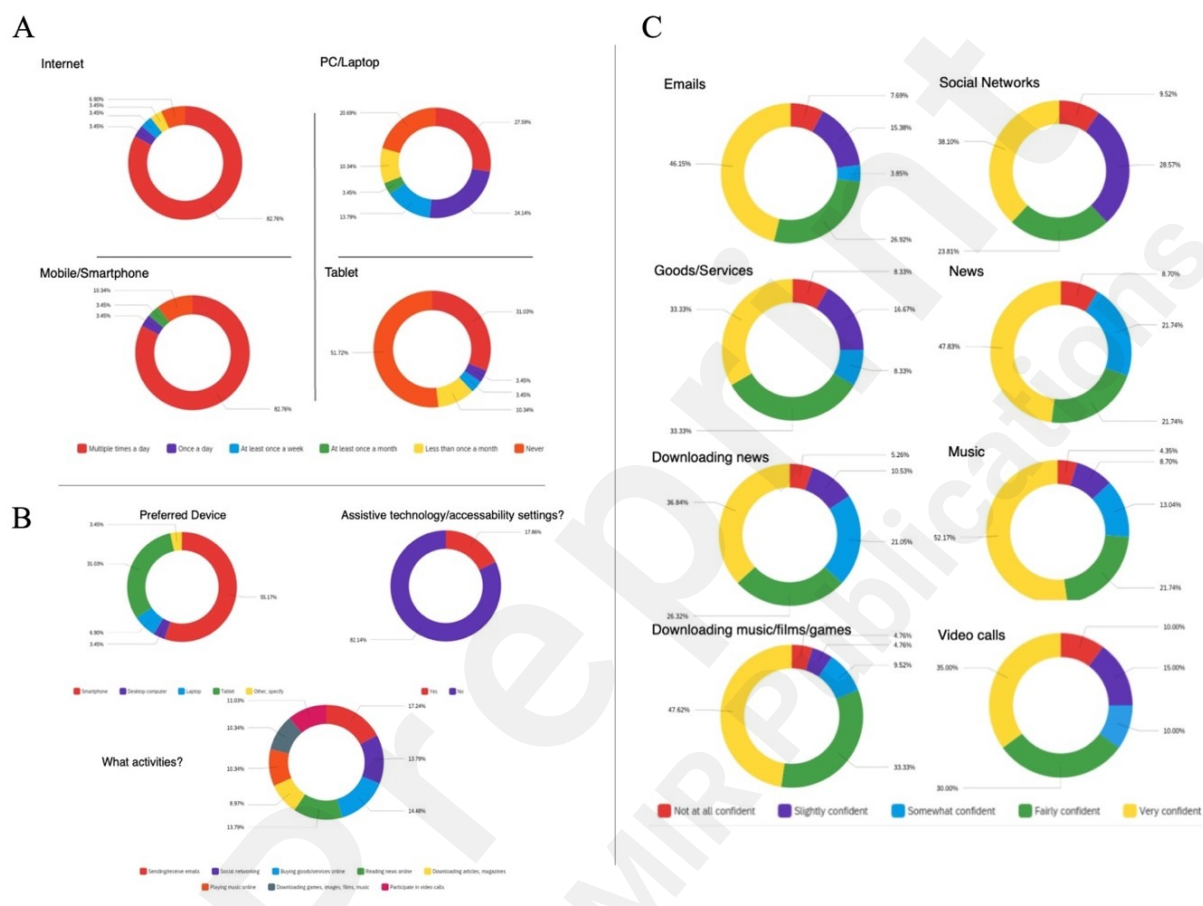 A
Internet
6.90%
3.45%
3.45%
3.45%
82.76%
PC/Laptop
20.69%
27.59%
10.34%
3.45%
13.79%
24.14%
Mobile/Smartphone
10.34%
3.45%
3.45%
82.76%
Tablet
31.03%
51.72%
3.45%
3.45%
10.34%
Multiple times a day Once a day At least once a week At least once a month Less than once a month Never
B
Preferred Device
3.45%
31.03%
55.17%
6.90%
3.45%
Smartphone Desktop computer Laptop Tablet Other, specify
Assistive technology/accessability settings?
17.86%
82.14%
Yes No
What activities?
11.03%
17.24%
10.34%
13.79%
10.34%
8.97%
14.48%
13.79%
Sending/receive emails Social networking Buying goods/services online Reading news online Downloading articles, magazines
Playing music online Downloading games, images, films, music Participate in video calls
C
Emails
7.69%
15.38%
46.15%
3.85%
26.92%
Social Networks
9.52%
38.10%
28.57%
23.81%
Goods/Services
8.33%
33.33%
16.67%
8.33%
33.33%
News
8.70%
21.74%
47.83%
21.74%
Downloading news
5.26%
10.53%
36.84%
21.05%
26.32%
Music
4.35%
8.70%
13.04%
52.17%
21.74%
Downloading music/films/games
4.76%
4.76%
9.52%
47.62%
33.33%
Video calls
10.00%
35.00%
15.00%
10.00%
30.00%
Not at all confident Slightly confident Somewhat confident Fairly confident Very confident
Preprint
JMIR Publications